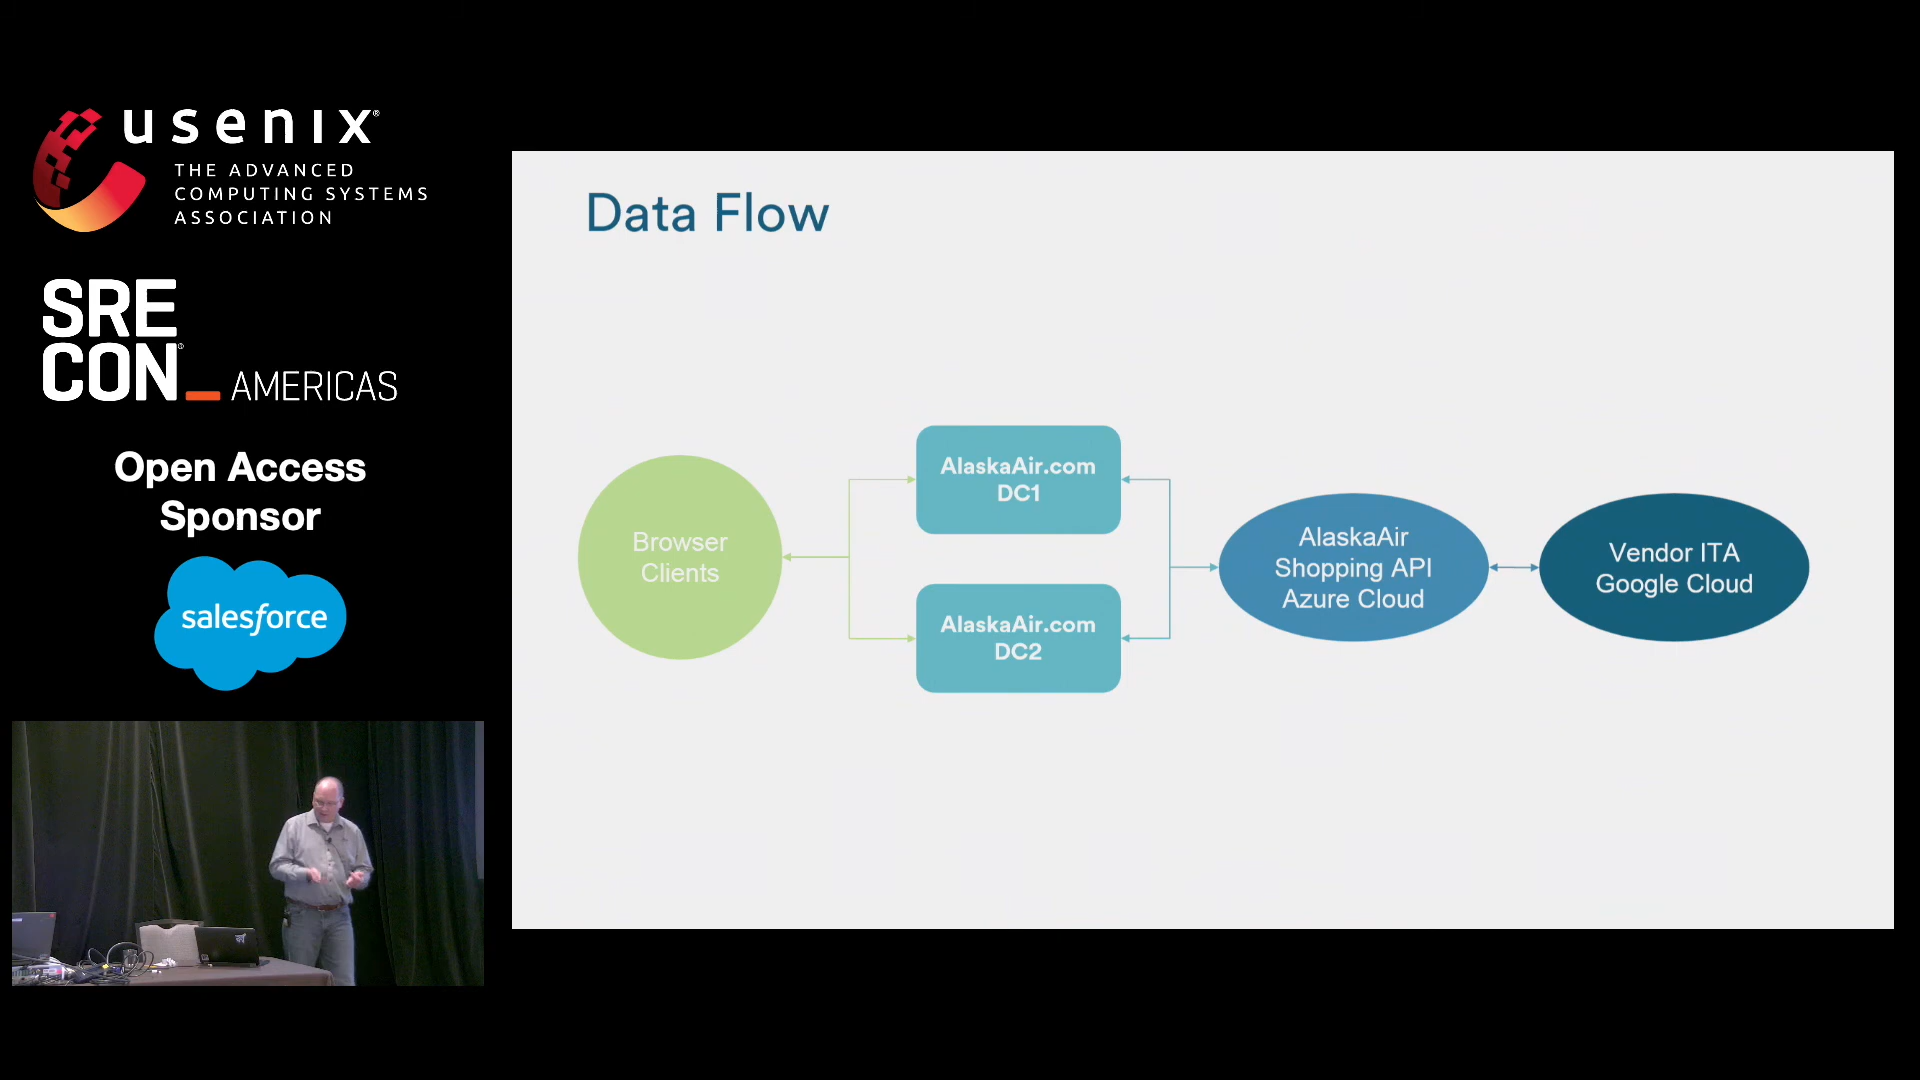 usenix®
THE ADVANCED
COMPUTING SYSTEMS
ASSOCIATION
SRE
CON®_AMERICAS
Open Access
Sponsor
salesforce
Data Flow
Browser
Clients
AlaskaAir.com
DC1
AlaskaAir.com
DC2
AlaskaAir
Shopping API
Azure Cloud
Vendor ITA
Google Cloud